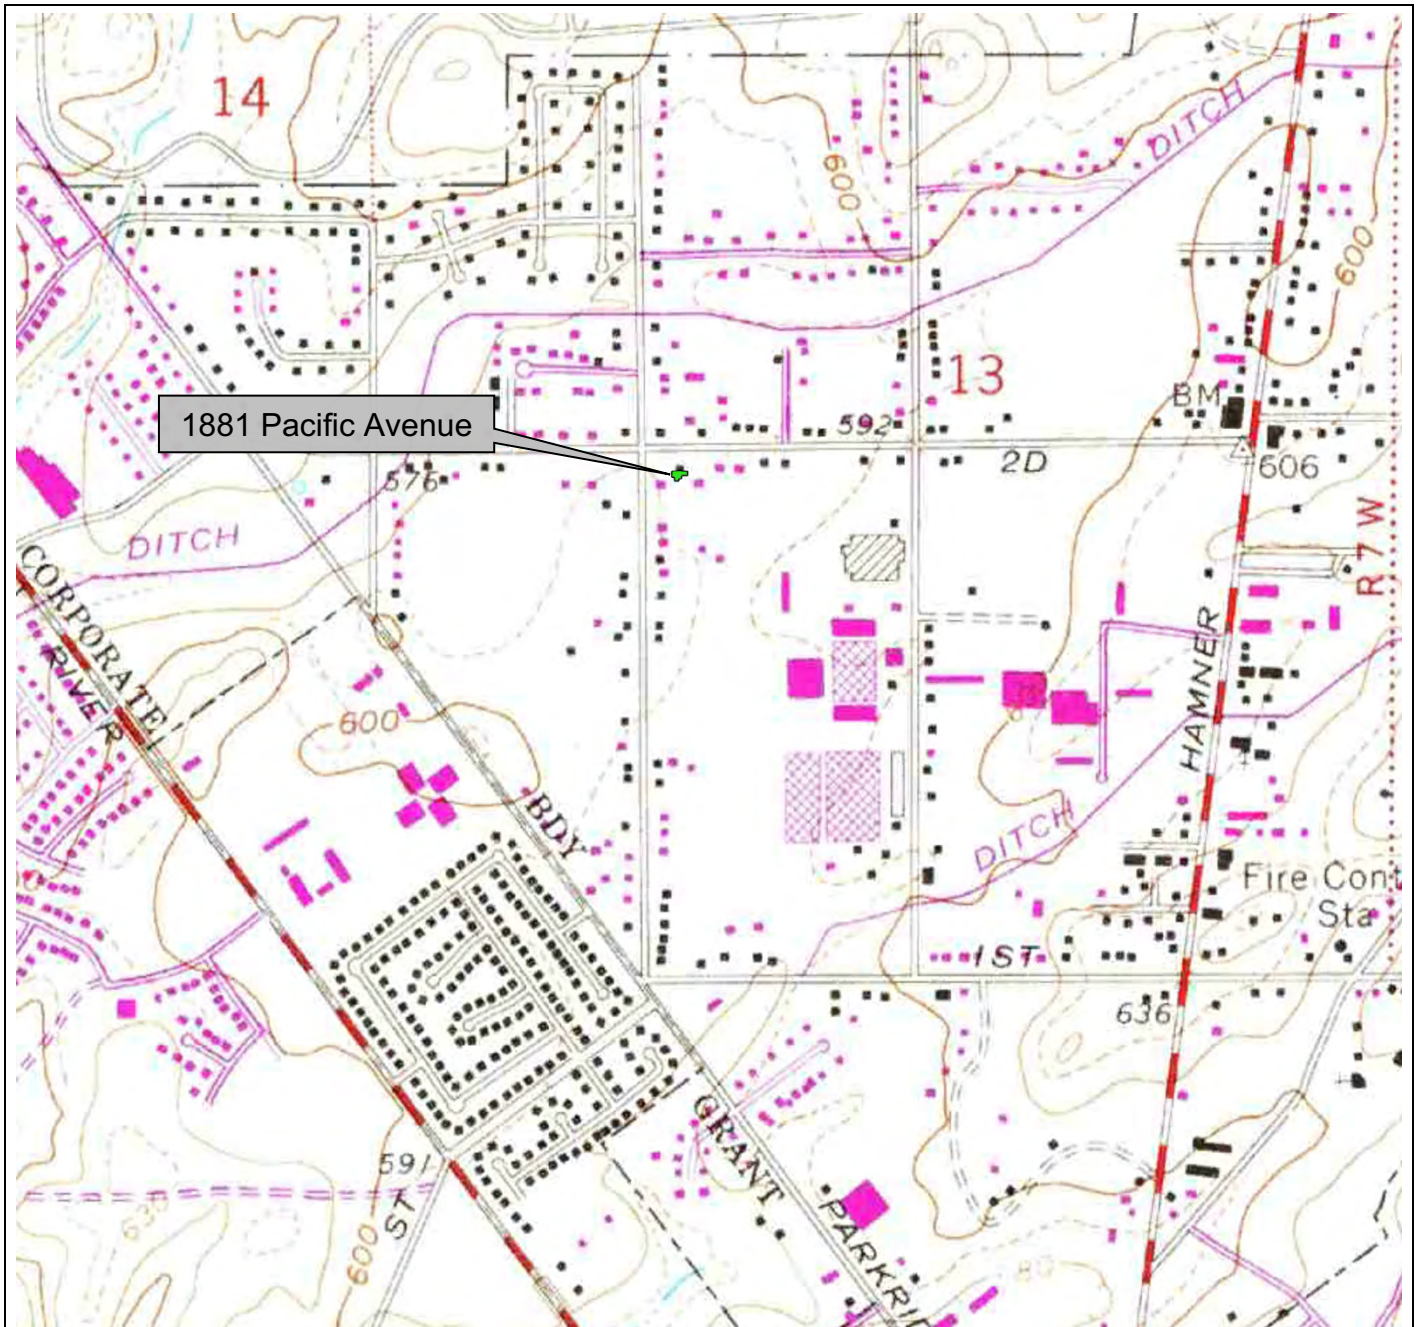 14
DITCH
600
600
13
BM
592
1881 Pacific Avenue
2D
606
576
DITCH
R 7 W
CORPORATE
RIVER
HAMNER
600
BDY
DITCH
Fire Cont
Sta
1ST
636
GRANT
591
ST
600
630
PARKRI